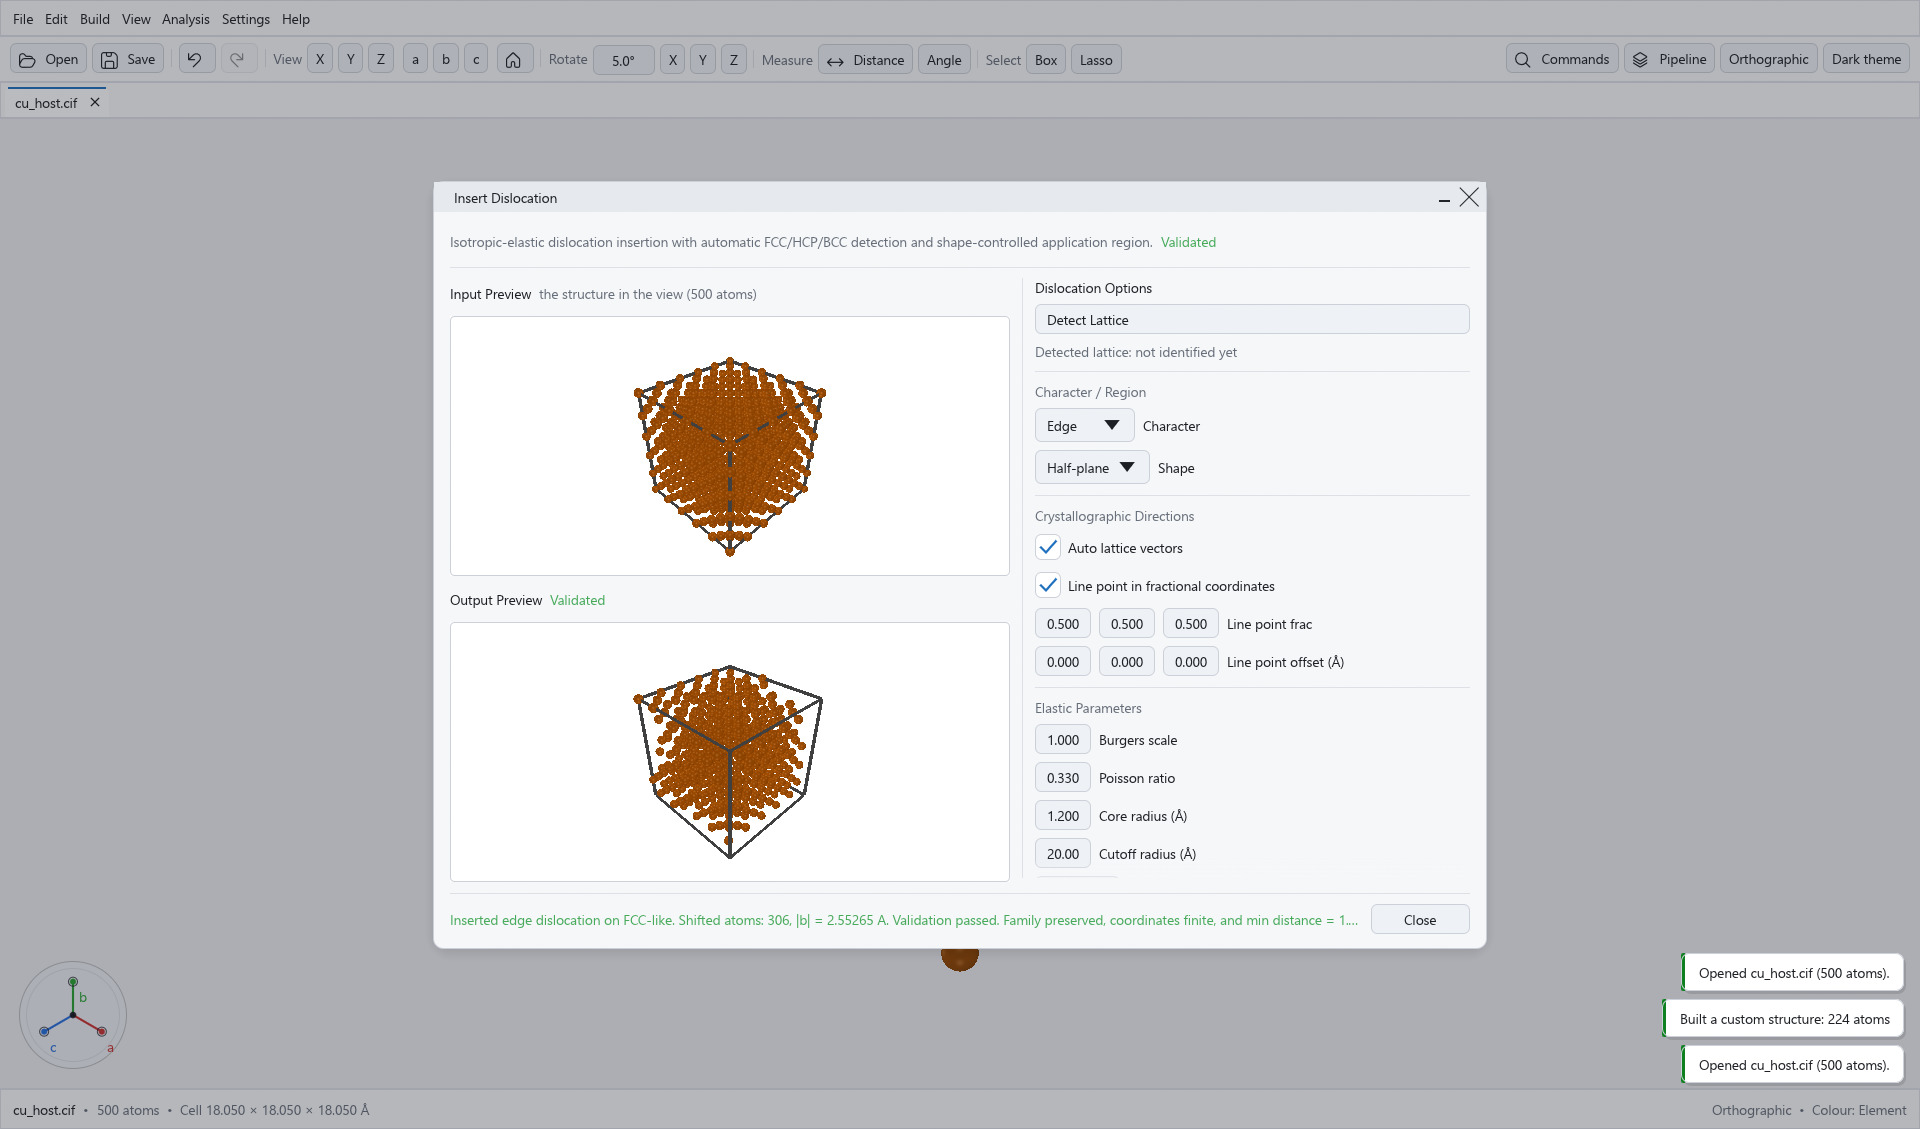 File Edit Build View Analysis Settings Help
Open Save View X Y Z a b c Rotate 5.0° X Y Z Measure Distance Angle Select Box Lasso Commands Pipeline Orthographic Dark theme
cu_host.cif
Insert Dislocation
Isotropic-elastic dislocation insertion with automatic FCC/HCP/BCC detection and shape-controlled application region. Validated
Input Preview the structure in the view (500 atoms)
Output Preview Validated
Dislocation Options
Detect Lattice
Detected lattice: not identified yet
Character / Region
Edge Character
Half-plane Shape
Crystallographic Directions
Auto lattice vectors
Line point in fractional coordinates
0.500 0.500 0.500 Line point frac
0.000 0.000 0.000 Line point offset (Å)
Elastic Parameters
1.000 Burgers scale
0.330 Poisson ratio
1.200 Core radius (Å)
20.00 Cutoff radius (Å)
Inserted edge dislocation on FCC-like. Shifted atoms: 306, |b| = 2.55265 A. Validation passed. Family preserved, coordinates finite, and min distance = 1....
Close
b
c
a
Opened cu_host.cif (500 atoms).
Built a custom structure: 224 atoms
Opened cu_host.cif (500 atoms).
cu_host.cif • 500 atoms • Cell 18.050 × 18.050 × 18.050 Å
Orthographic • Colour: Element